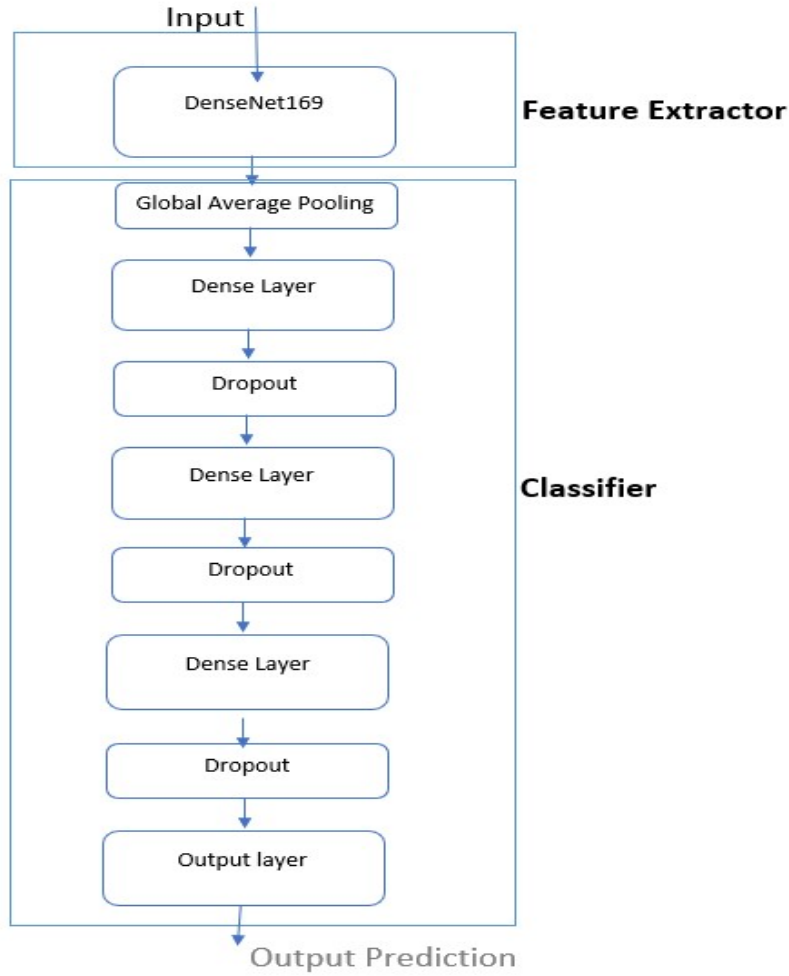 Input
DenseNet169
Feature Extractor
Global Average Pooling
Dense Layer
Dropout
Dense Layer
Classifier
Dropout
Dense Layer
Dropout
Output layer
Output Prediction